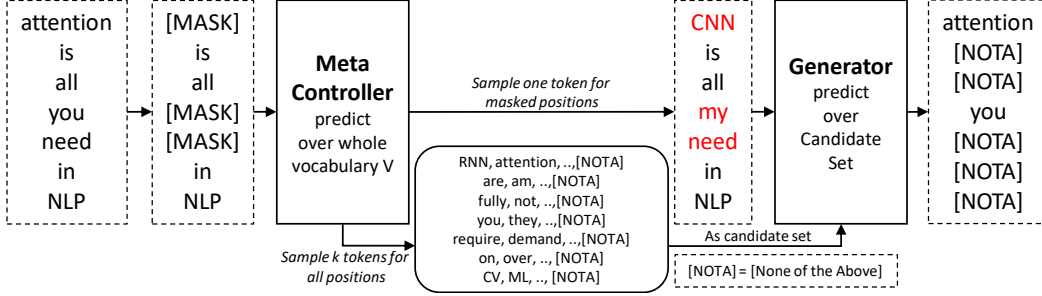 attention
is
all
you
need
in
NLP
[MASK]
is
all
[MASK]
[MASK]
in
NLP
Meta
Controller
predict
over whole
vocabulary V
Sample one token for
masked positions
Sample k tokens for
all positions
RNN, attention, ..,[NOTA]
are, am, ..,[NOTA]
fully, not, ..,[NOTA]
you, they, ..,[NOTA]
require, demand, ..,[NOTA]
on, over, .., [NOTA]
CV, ML, .., [NOTA]
As candidate set
CNN
is
all
my
need
in
NLP
Generator
predict
over
Candidate
Set
[NOTA] = [None of the Above]
attention
[NOTA]
[NOTA]
you
[NOTA]
[NOTA]
[NOTA]